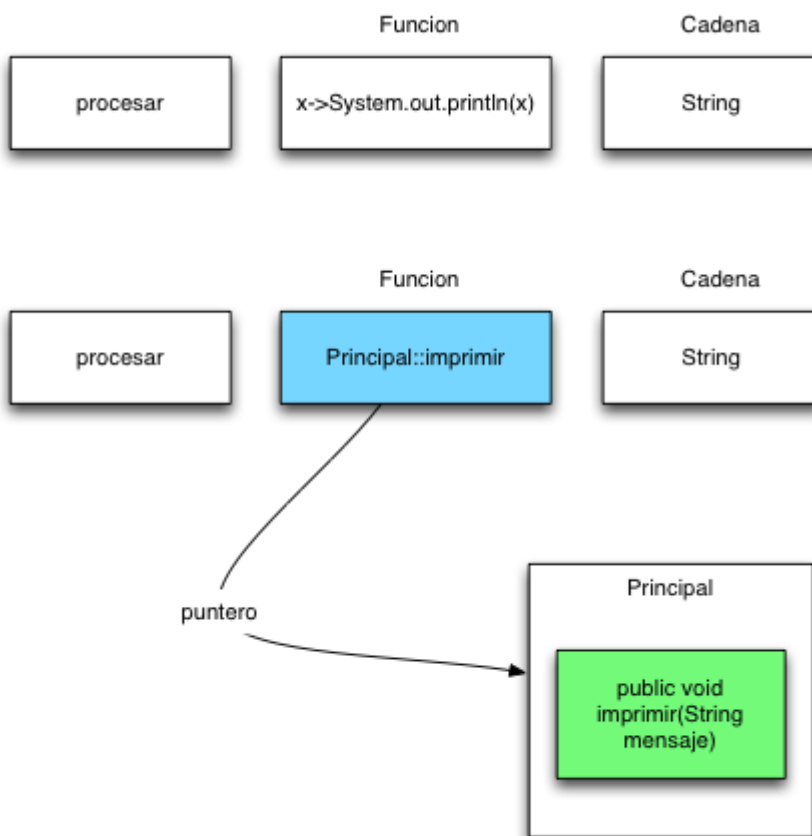 Funcion
Cadena
procesar
x->System.out.println(x)
String
Funcion
Cadena
procesar
Principal::imprimir
String
puntero
Principal
public void
imprimir(String
mensaje)